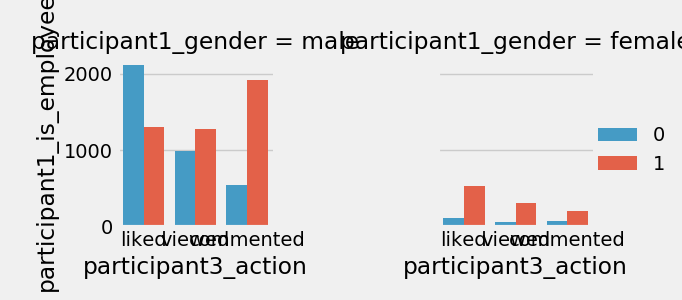 participant1_gender = male
participant1_gender = female
participant1_is_employee
2000
1000
0
liked
viewed
commented
liked
viewed
commented
participant3_action
participant3_action
0
1